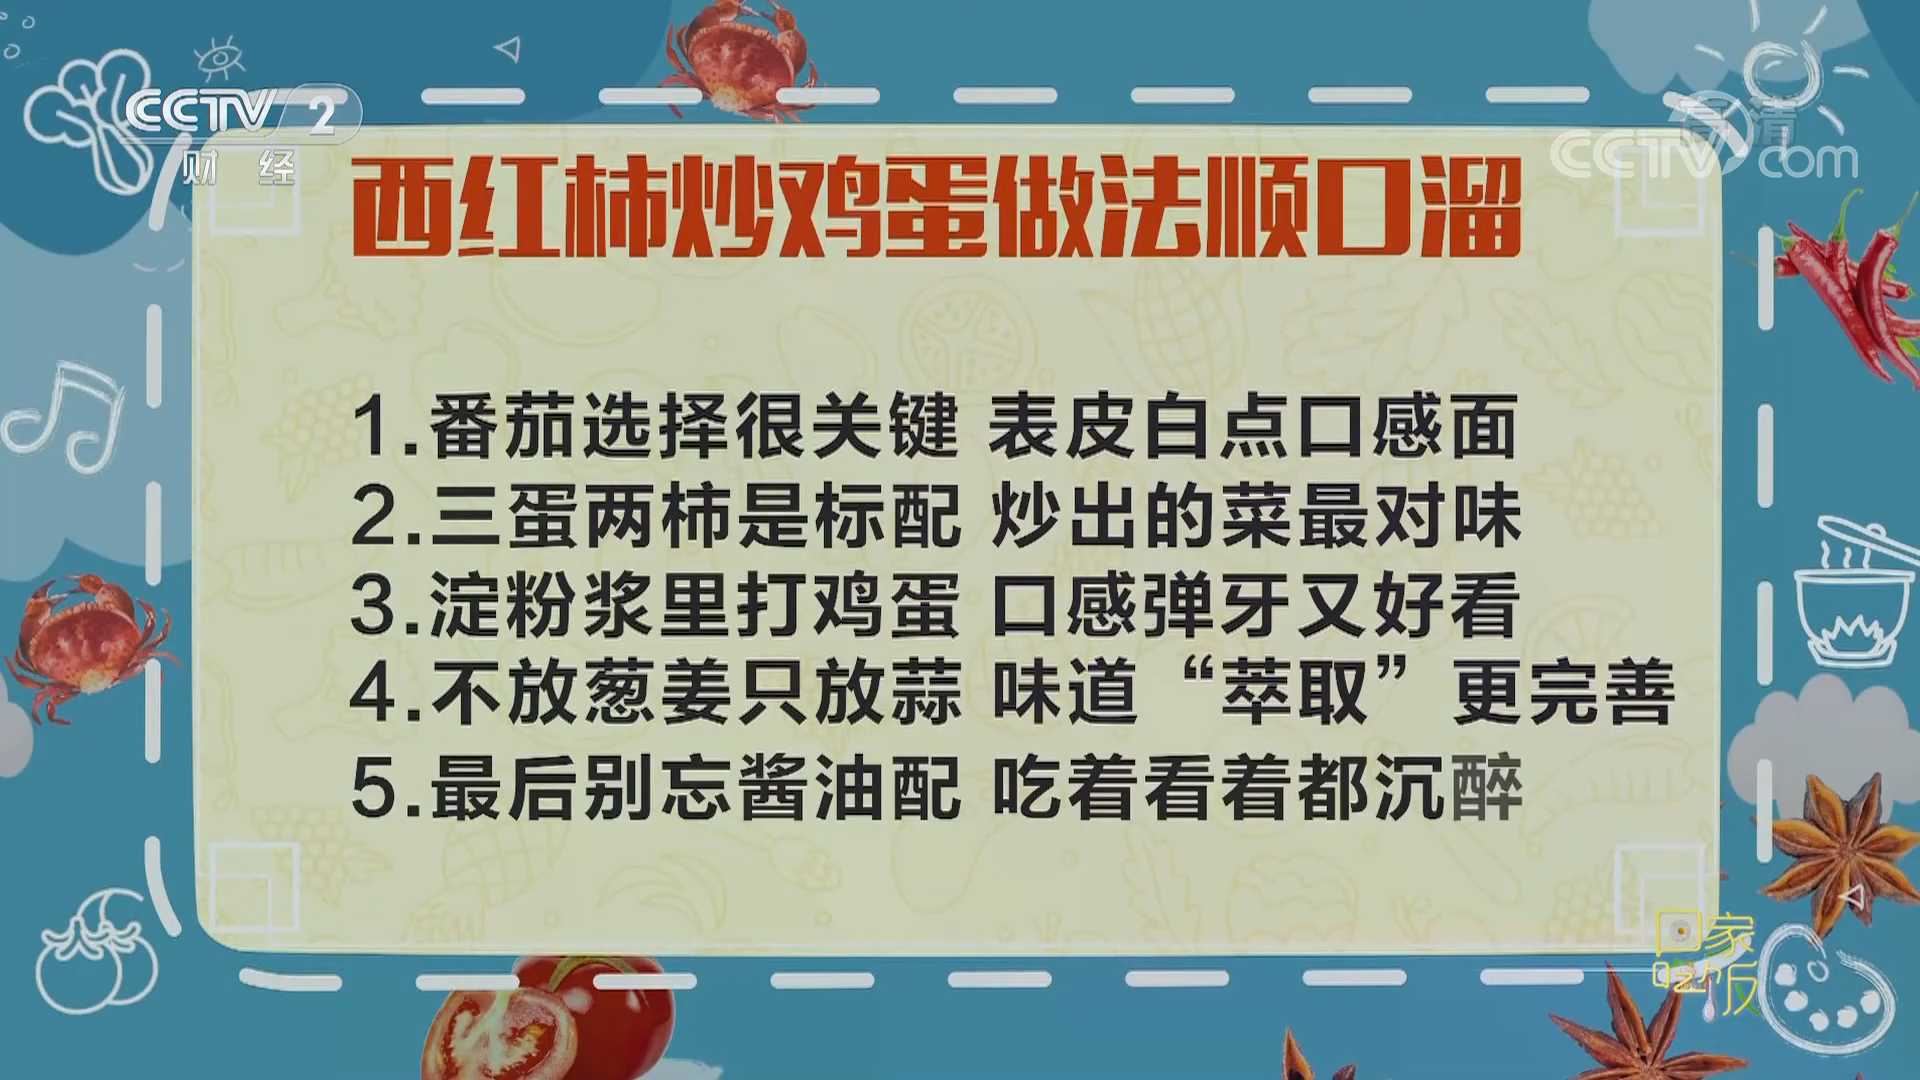 CCTV 2
财 经
高清
CCTV com
西红柿炒鸡蛋做法顺口溜
1.番茄选择很关键 表皮白点口感面
2.三蛋两柿是标配 炒出的菜最对味
3.淀粉浆里打鸡蛋 口感弹牙又好看
4.不放葱姜只放蒜 味道“萃取”更完善
5.最后别忘酱油配 吃着看着都沉醉
回家
吃饭